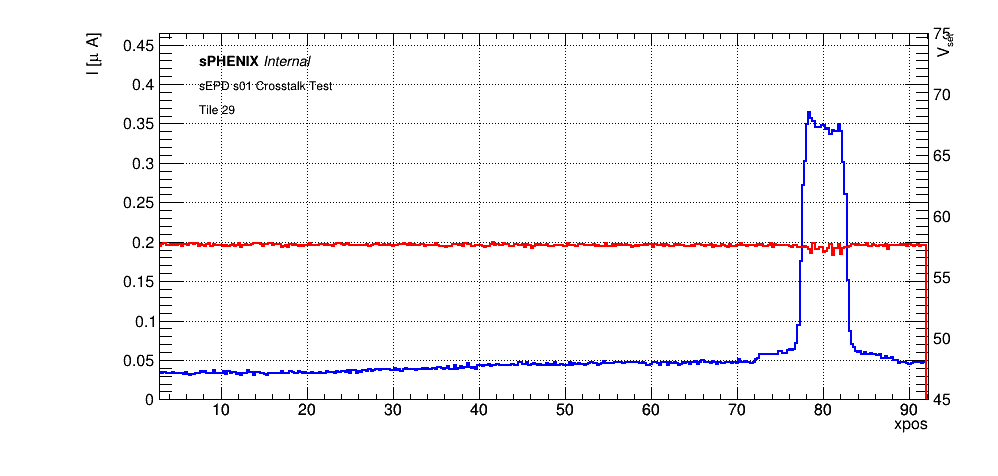 I [μ A]
0.45
0.4
0.35
0.3
0.25
0.2
0.15
0.1
0.05
0
sPHENIX Internal
sEPD s01 Crosstalk Test
Tile 29
75
Vset
70
65
60
55
50
45
10 20 30 40 50 60 70 80 90
xpos